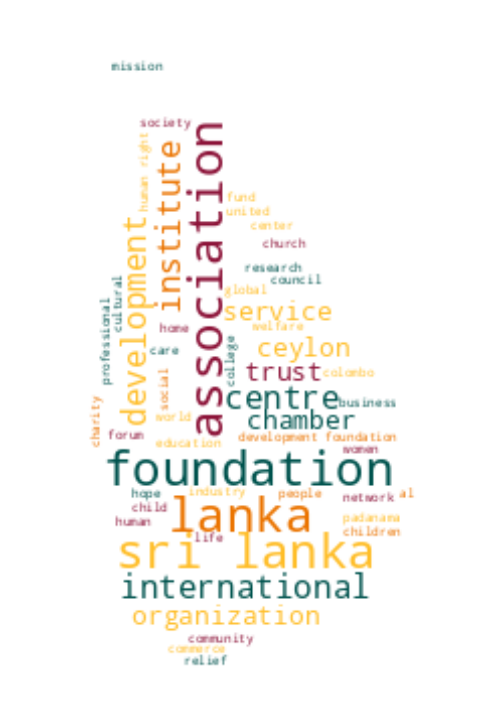 mission
society
human right
institute
association
fund
united
center
church
development
research
council
cultural
professional
global
service
home
welfare
care
college
ceylon
trust
colombo
social
centre
business
charity
world
chamber
forum
education
development foundation
women
foundation
hope
industry
people
network
al
child
lanka
human
padanama
children
life
sri lanka
international
organization
community
commerce
relief